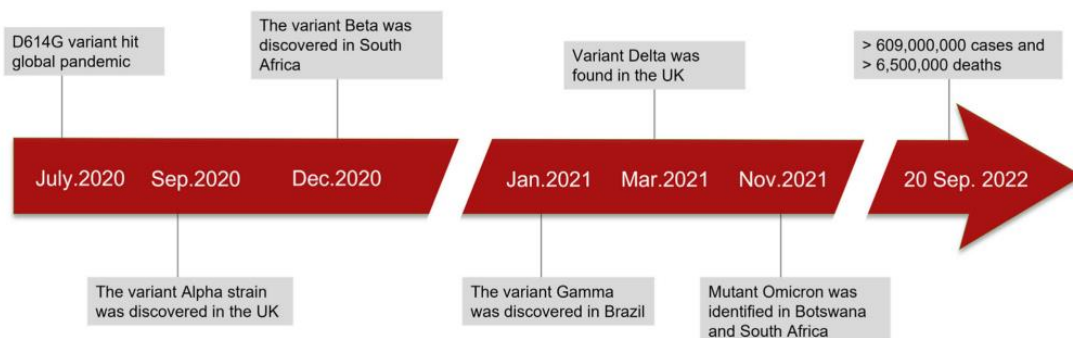 D614G variant hit
global pandemic
The variant Beta was
discovered in South
Africa
Variant Delta was
found in the UK
> 609,000,000 cases and
> 6,500,000 deaths
July.2020
Sep.2020
Dec.2020
Jan.2021
Mar.2021
Nov.2021
20 Sep. 2022
The variant Alpha strain
was discovered in the UK
The variant Gamma
was discovered in Brazil
Mutant Omicron was
identified in Botswana
and South Africa